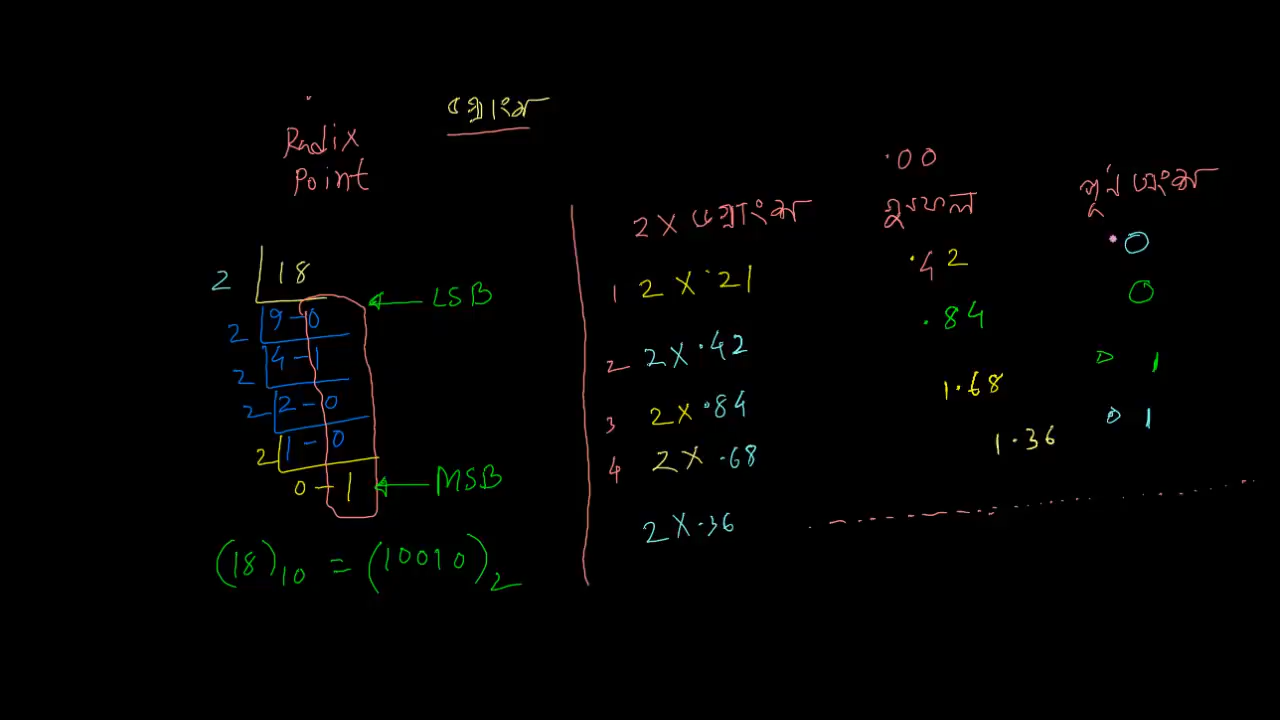 Radix
Point
ভগ্নাংশ
2 18
2 9 - 0 ← LSB
2 4 - 1
2 2 - 0
2 1 - 0
0 - 1 ← MSB
(18)10 = (10010)2
.00
2 X ভগ্নাংশ গুণফল পূর্ণ অংশ
1 2 X .21 .42 0
2 2 X .42 .84 0
3 2 X .84 1.68 1
4 2 X .68 1.36 1
2 X .36